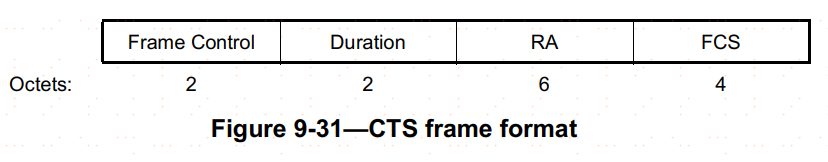 Frame Control Duration RA FCS
Octets: 2 2 6 4
Figure 9-31—CTS frame format